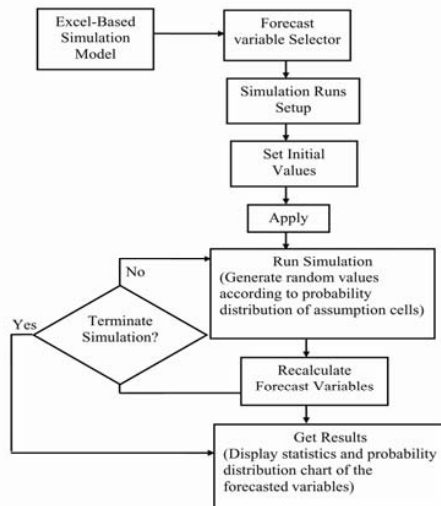 Excel-Based
Simulation
Model
Forecast
variable Selector
Simulation Runs
Setup
Set Initial
Values
Apply
No
Run Simulation
(Generate random values
according to probability
distribution of assumption cells)
Yes
Terminate
Simulation?
Recalculate
Forecast Variables
Get Results
(Display statistics and probability
distribution chart of the
forecasted variables)